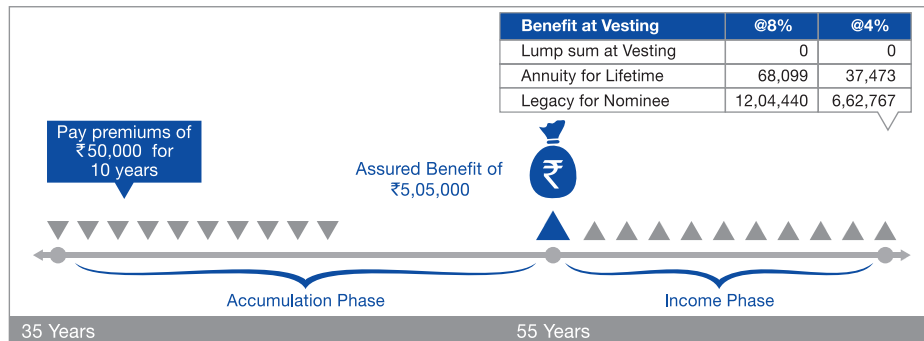 Benefit at Vesting @8% @4%
Lump sum at Vesting 0 0
Annuity for Lifetime 68,099 37,473
Legacy for Nominee 12,04,440 6,62,767
Pay premiums of
₹50,000 for
10 years
Assured Benefit of
₹5,05,000
₹
Accumulation Phase
Income Phase
35 Years
55 Years